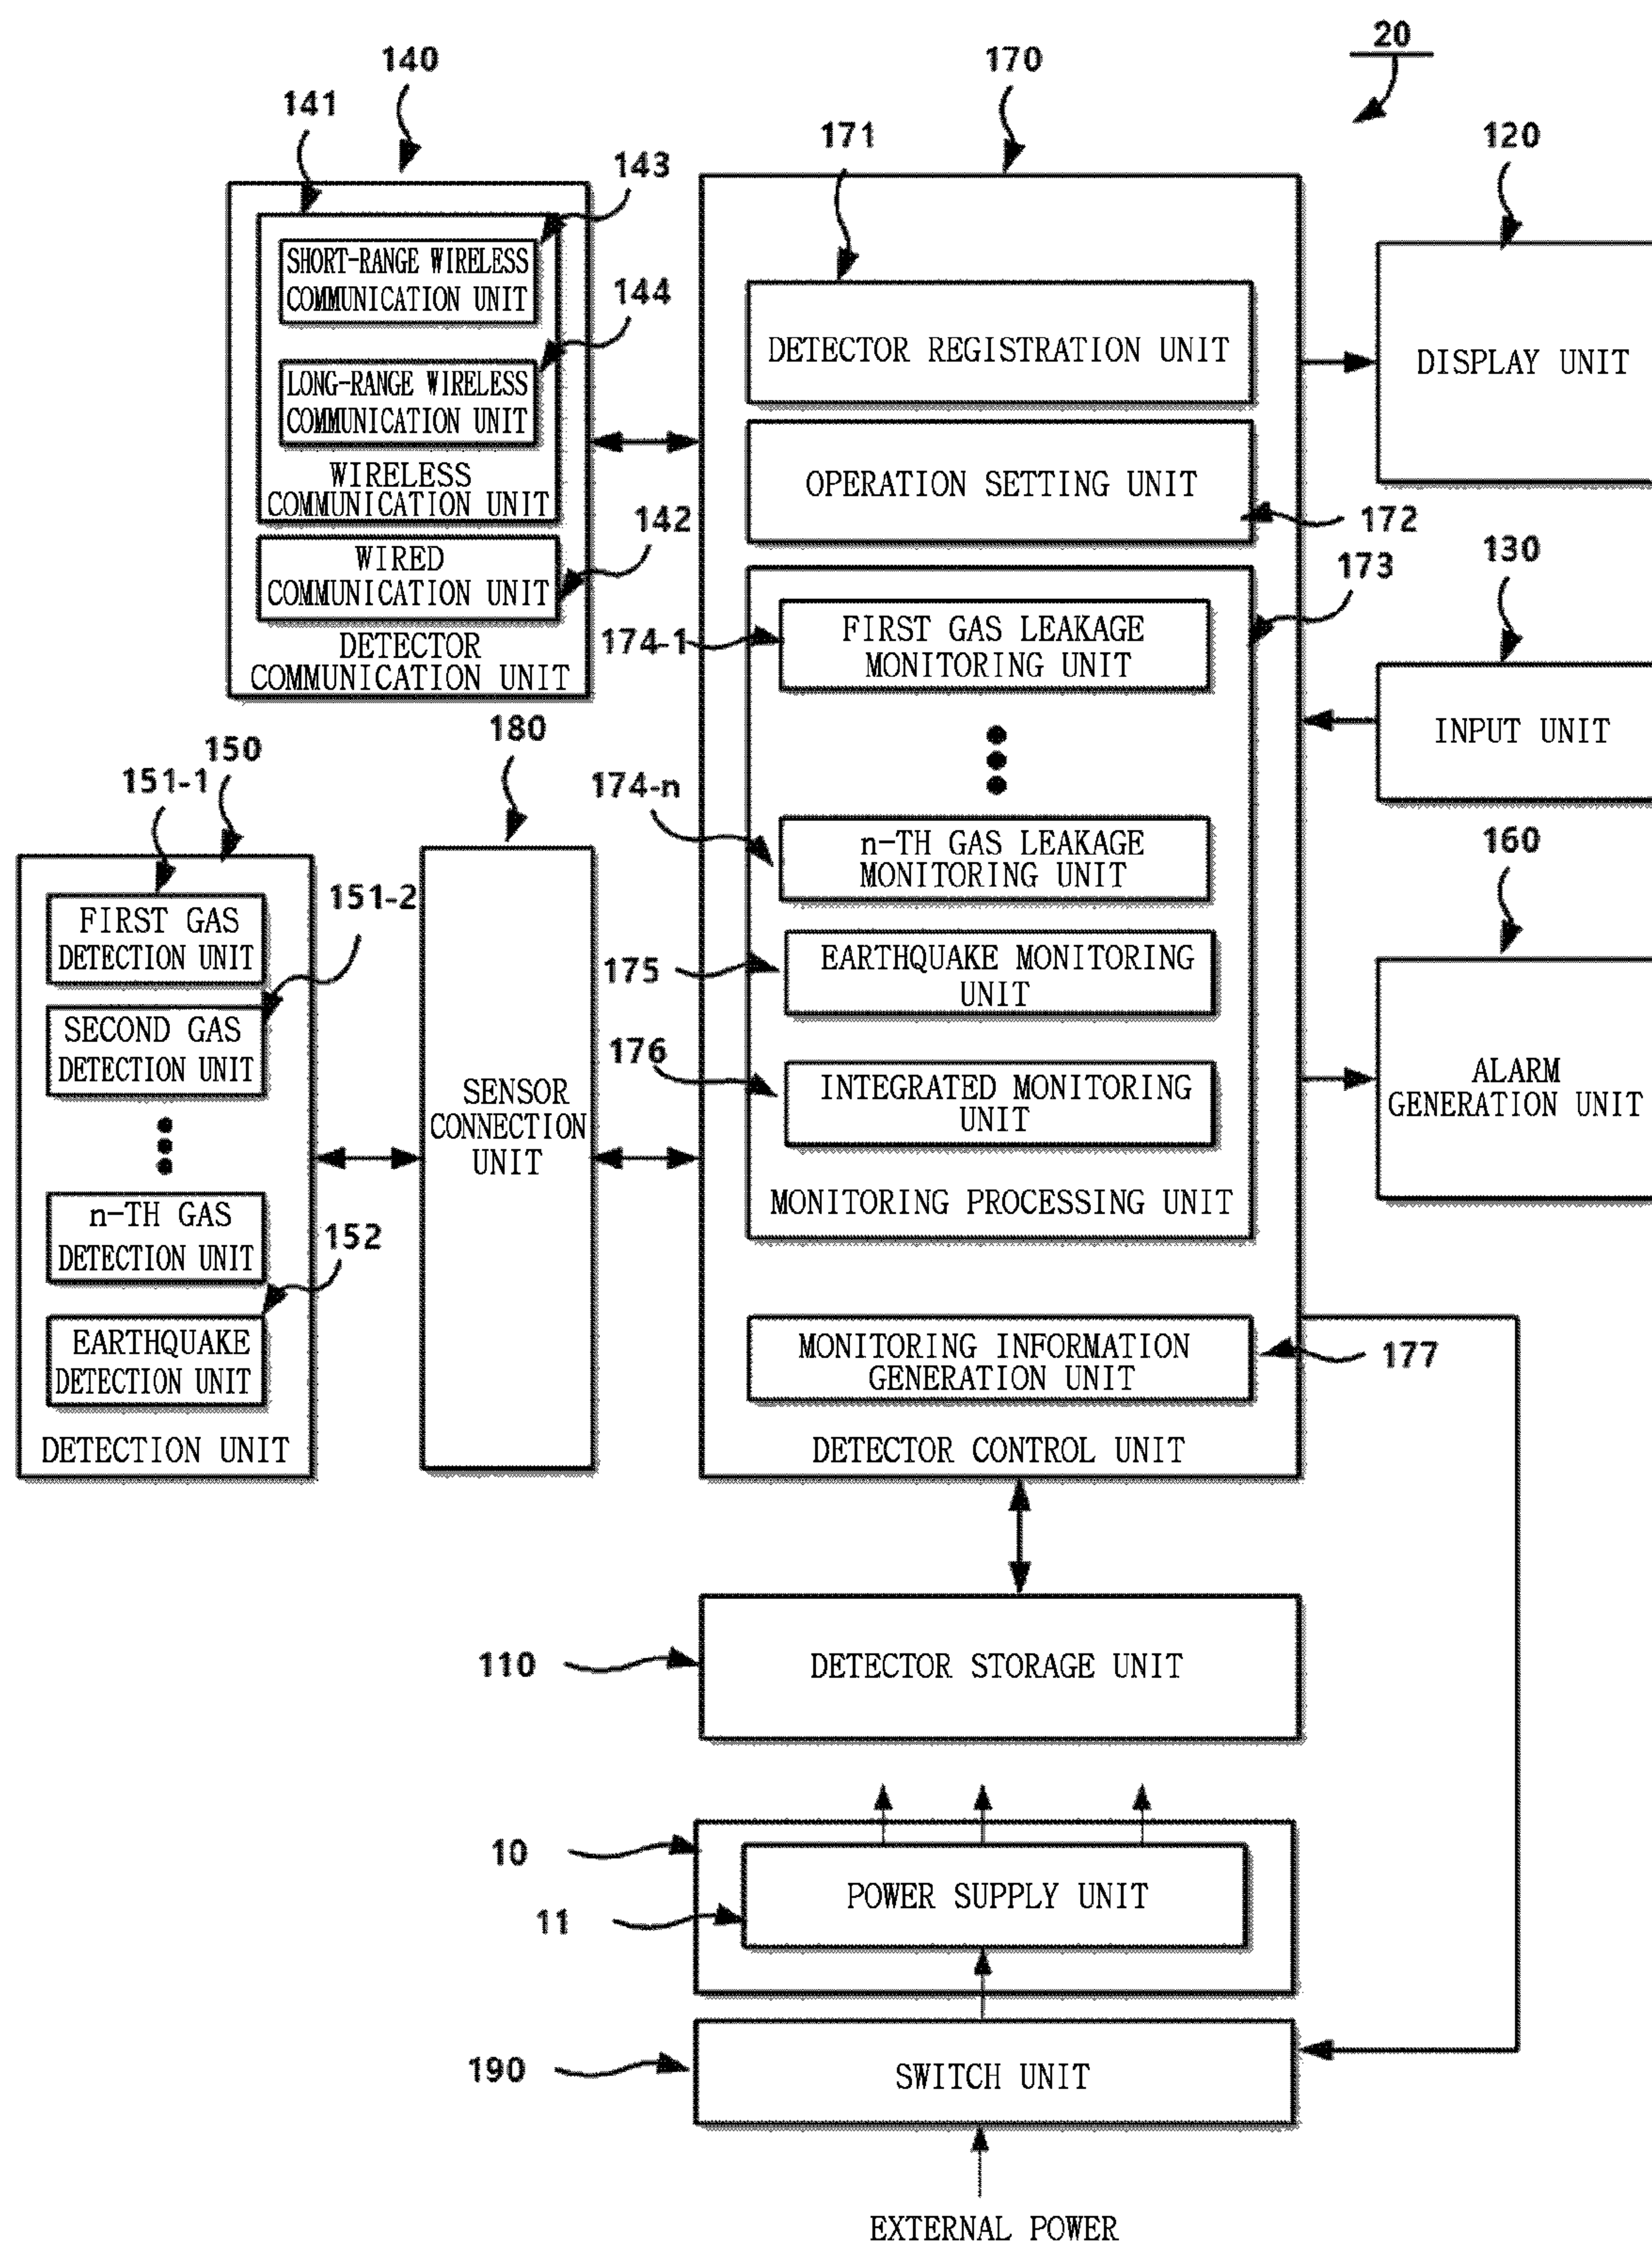 20
140
170
141
171
120
143
SHORT-RANGE WIRELESS
COMMUNICATION UNIT
144
LONG-RANGE WIRELESS
COMMUNICATION UNIT
WIRELESS
COMMUNICATION UNIT
142
WIRED
COMMUNICATION UNIT
DETECTOR
COMMUNICATION UNIT
DETECTOR REGISTRATION UNIT
DISPLAY UNIT
OPERATION SETTING UNIT
172
173
130
174-1
FIRST GAS LEAKAGE
MONITORING UNIT
INPUT UNIT
180
150
151-1
174-n
n-TH GAS LEAKAGE
MONITORING UNIT
160
151-2
FIRST GAS
DETECTION UNIT
175
EARTHQUAKE MONITORING
UNIT
SECOND GAS
DETECTION UNIT
176
INTEGRATED MONITORING
UNIT
SENSOR
CONNECTION
UNIT
ALARM
GENERATION UNIT
n-TH GAS
DETECTION UNIT
152
MONITORING PROCESSING UNIT
EARTHQUAKE
DETECTION UNIT
MONITORING INFORMATION
GENERATION UNIT
177
DETECTION UNIT
DETECTOR CONTROL UNIT
110
DETECTOR STORAGE UNIT
10
POWER SUPPLY UNIT
11
190
SWITCH UNIT
EXTERNAL POWER